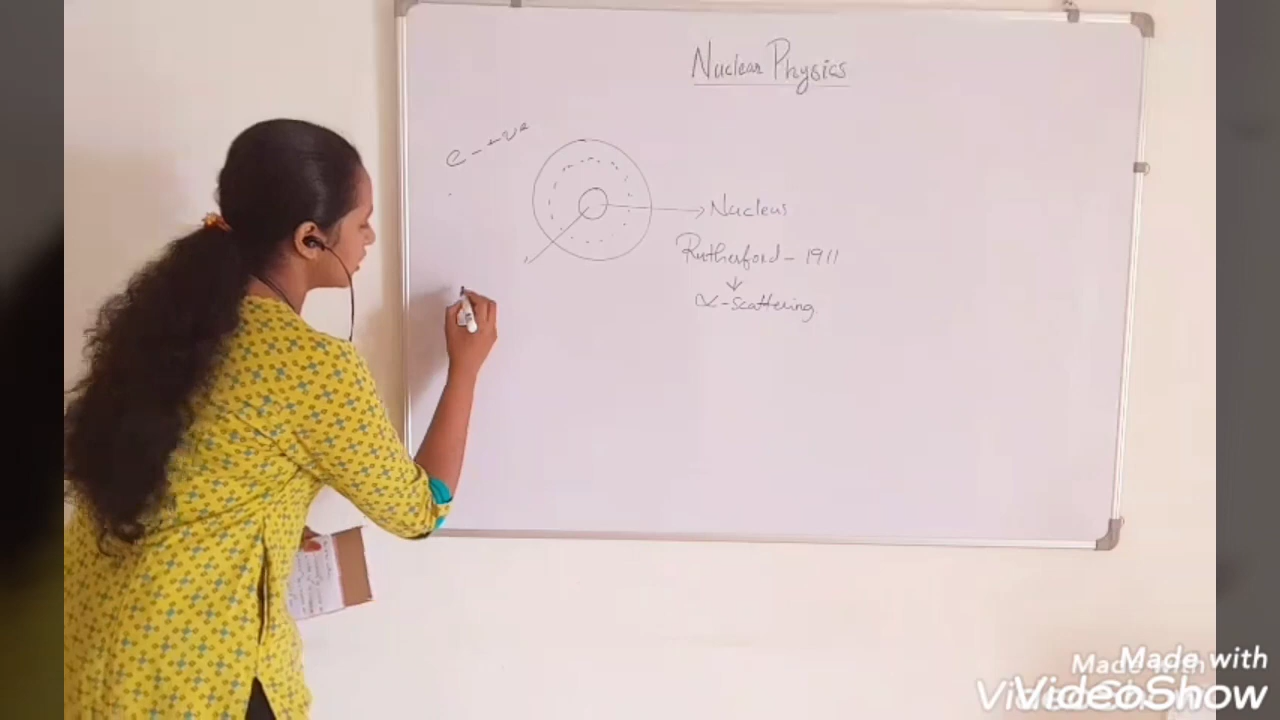 Nuclear Physics
e - -ve
Nucleus
Rutherford - 1911
↓
α-scattering
Made with
VideoShow